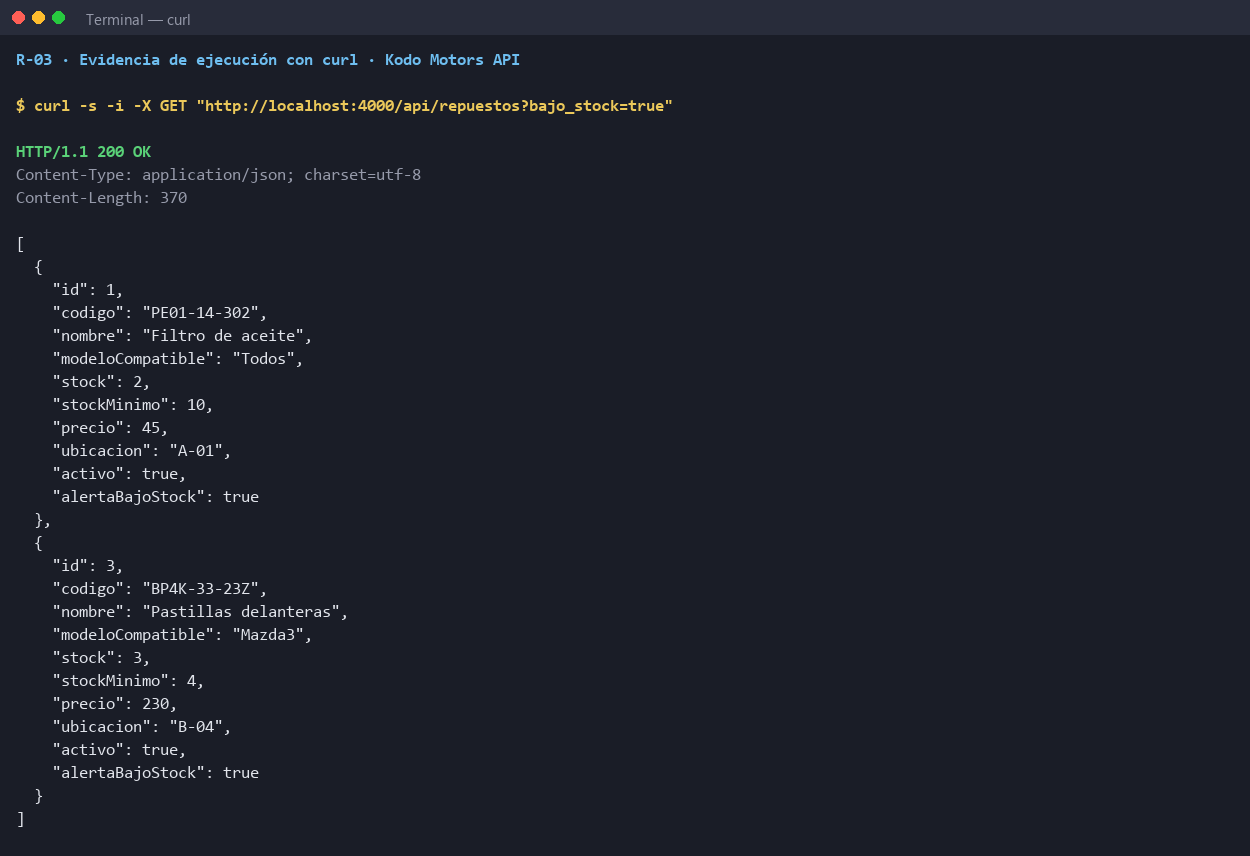 Terminal — curl
R-03 · Evidencia de ejecución con curl · Kodo Motors API
$ curl -s -i -X GET "http://localhost:4000/api/repuestos?bajo_stock=true"
HTTP/1.1 200 OK
Content-Type: application/json; charset=utf-8
Content-Length: 370
[
  {
    "id": 1,
    "codigo": "PE01-14-302",
    "nombre": "Filtro de aceite",
    "modeloCompatible": "Todos",
    "stock": 2,
    "stockMinimo": 10,
    "precio": 45,
    "ubicacion": "A-01",
    "activo": true,
    "alertaBajoStock": true
  },
  {
    "id": 3,
    "codigo": "BP4K-33-23Z",
    "nombre": "Pastillas delanteras",
    "modeloCompatible": "Mazda3",
    "stock": 3,
    "stockMinimo": 4,
    "precio": 230,
    "ubicacion": "B-04",
    "activo": true,
    "alertaBajoStock": true
  }
]